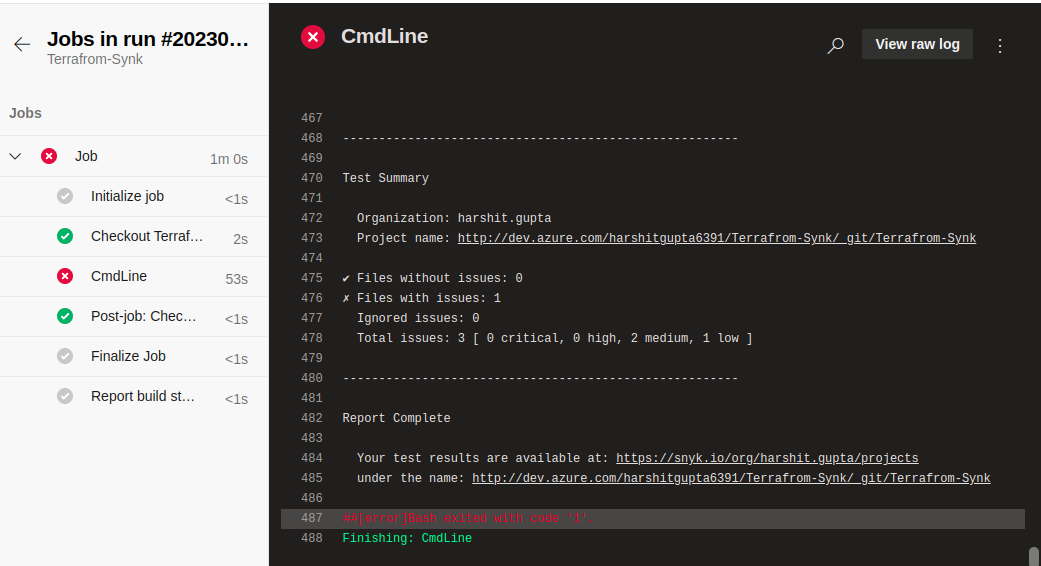 Jobs in run #20230…
Terrafrom-Synk
Jobs
Job 1m 0s
Initialize job <1s
Checkout Terraf… 2s
CmdLine 53s
Post-job: Chec… <1s
Finalize Job <1s
Report build st… <1s
CmdLine
View raw log
467
468 -------------------------------------------------------
469
470 Test Summary
471
472 Organization: harshit.gupta
473 Project name: http://dev.azure.com/harshitgupta6391/Terrafrom-Synk/_git/Terrafrom-Synk
474
475 ✔ Files without issues: 0
476 ✗ Files with issues: 1
477 Ignored issues: 0
478 Total issues: 3 [ 0 critical, 0 high, 2 medium, 1 low ]
479
480 -------------------------------------------------------
481
482 Report Complete
483
484 Your test results are available at: https://snyk.io/org/harshit.gupta/projects
485 under the name: http://dev.azure.com/harshitgupta6391/Terrafrom-Synk/_git/Terrafrom-Synk
486
487 ##[error]Bash exited with code '1'.
488 Finishing: CmdLine